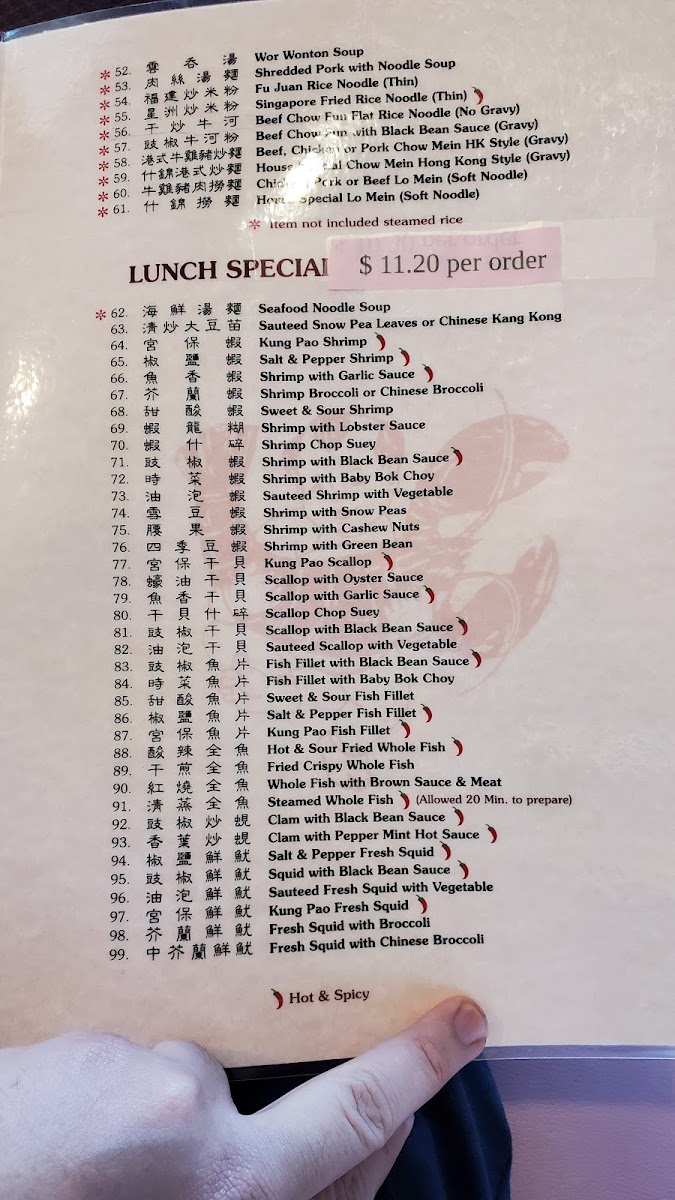 ✻ 52. 雲吞湯 Wor Wonton Soup
✻ 53. 肉絲湯麵 Shredded Pork with Noodle Soup
✻ 54. 福建炒米粉 Fu Juan Rice Noodle (Thin)
✻ 55. 星洲炒米粉 Singapore Fried Rice Noodle (Thin)
✻ 56. 干炒牛河 Beef Chow Fun Flat Rice Noodle (No Gravy)
✻ 57. 豉椒牛河粉 Beef Chow Fun with Black Bean Sauce (Gravy)
✻ 58. 港式牛雞豬炒麵 Beef, Chicken or Pork Chow Mein HK Style (Gravy)
✻ 59. 什錦港式炒麵 House Special Chow Mein Hong Kong Style (Gravy)
✻ 60. 牛雞豬肉撈麵 Chicken Pork or Beef Lo Mein (Soft Noodle)
✻ 61. 什錦撈麵 House Special Lo Mein (Soft Noodle)
✻ Item not included steamed rice
LUNCH SPECIAL $ 11.20 per order
✻ 62. 海鮮湯麵 Seafood Noodle Soup
63. 清炒大豆苗 Sauteed Snow Pea Leaves or Chinese Kang Kong
64. 宮保蝦 Kung Pao Shrimp
65. 椒鹽蝦 Salt & Pepper Shrimp
66. 魚香蝦 Shrimp with Garlic Sauce
67. 芥蘭蝦 Shrimp Broccoli or Chinese Broccoli
68. 甜酸蝦 Sweet & Sour Shrimp
69. 蝦龍糊 Shrimp with Lobster Sauce
70. 蝦什碎 Shrimp Chop Suey
71. 豉椒蝦 Shrimp with Black Bean Sauce
72. 時菜蝦 Shrimp with Baby Bok Choy
73. 油泡蝦 Sauteed Shrimp with Vegetable
74. 雪豆蝦 Shrimp with Snow Peas
75. 腰果蝦 Shrimp with Cashew Nuts
76. 四季豆蝦 Shrimp with Green Bean
77. 宮保干貝 Kung Pao Scallop
78. 蠔油干貝 Scallop with Oyster Sauce
79. 魚香干貝 Scallop with Garlic Sauce
80. 干貝什碎 Scallop Chop Suey
81. 豉椒干貝 Scallop with Black Bean Sauce
82. 油泡干貝 Sauteed Scallop with Vegetable
83. 豉椒魚片 Fish Fillet with Black Bean Sauce
84. 時菜魚片 Fish Fillet with Baby Bok Choy
85. 甜酸魚片 Sweet & Sour Fish Fillet
86. 椒鹽魚片 Salt & Pepper Fish Fillet
87. 宮保魚片 Kung Pao Fish Fillet
88. 酸辣全魚 Hot & Sour Fried Whole Fish
89. 干煎全魚 Fried Crispy Whole Fish
90. 紅燒全魚 Whole Fish with Brown Sauce & Meat
91. 清蒸全魚 Steamed Whole Fish (Allowed 20 Min. to prepare)
92. 豉椒炒蜆 Clam with Black Bean Sauce
93. 香葉炒蜆 Clam with Pepper Mint Hot Sauce
94. 椒鹽鮮魷 Salt & Pepper Fresh Squid
95. 豉椒鮮魷 Squid with Black Bean Sauce
96. 油泡鮮魷 Sauteed Fresh Squid with Vegetable
97. 宮保鮮魷 Kung Pao Fresh Squid
98. 芥蘭鮮魷 Fresh Squid with Broccoli
99. 中芥蘭鮮魷 Fresh Squid with Chinese Broccoli
Hot & Spicy